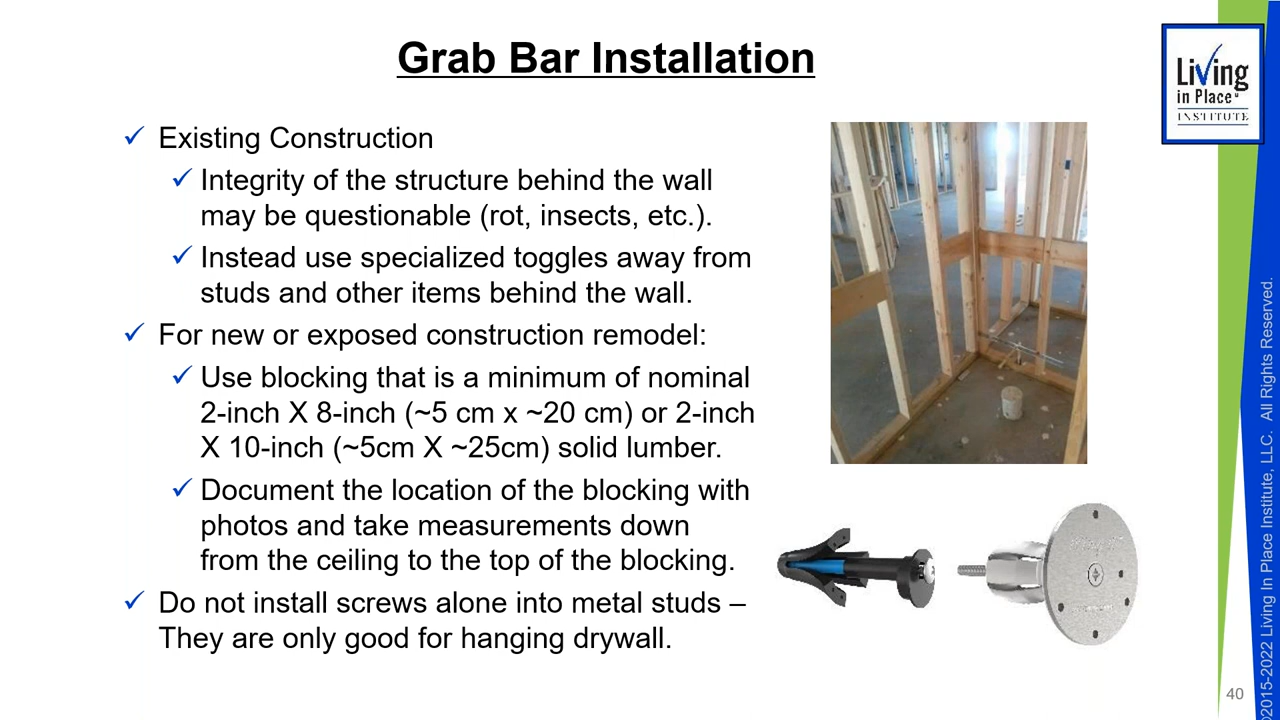 Grab Bar Installation
Living
in Place
INSTITUTE
✓ Existing Construction
✓ Integrity of the structure behind the wall
may be questionable (rot, insects, etc.).
✓ Instead use specialized toggles away from
studs and other items behind the wall.
✓ For new or exposed construction remodel:
✓ Use blocking that is a minimum of nominal
2-inch X 8-inch (~5 cm x ~20 cm) or 2-inch
X 10-inch (~5cm X ~25cm) solid lumber.
✓ Document the location of the blocking with
photos and take measurements down
from the ceiling to the top of the blocking.
✓ Do not install screws alone into metal studs –
They are only good for hanging drywall.
2015-2022 Living In Place Institute, LLC. All Rights Reserved.
40